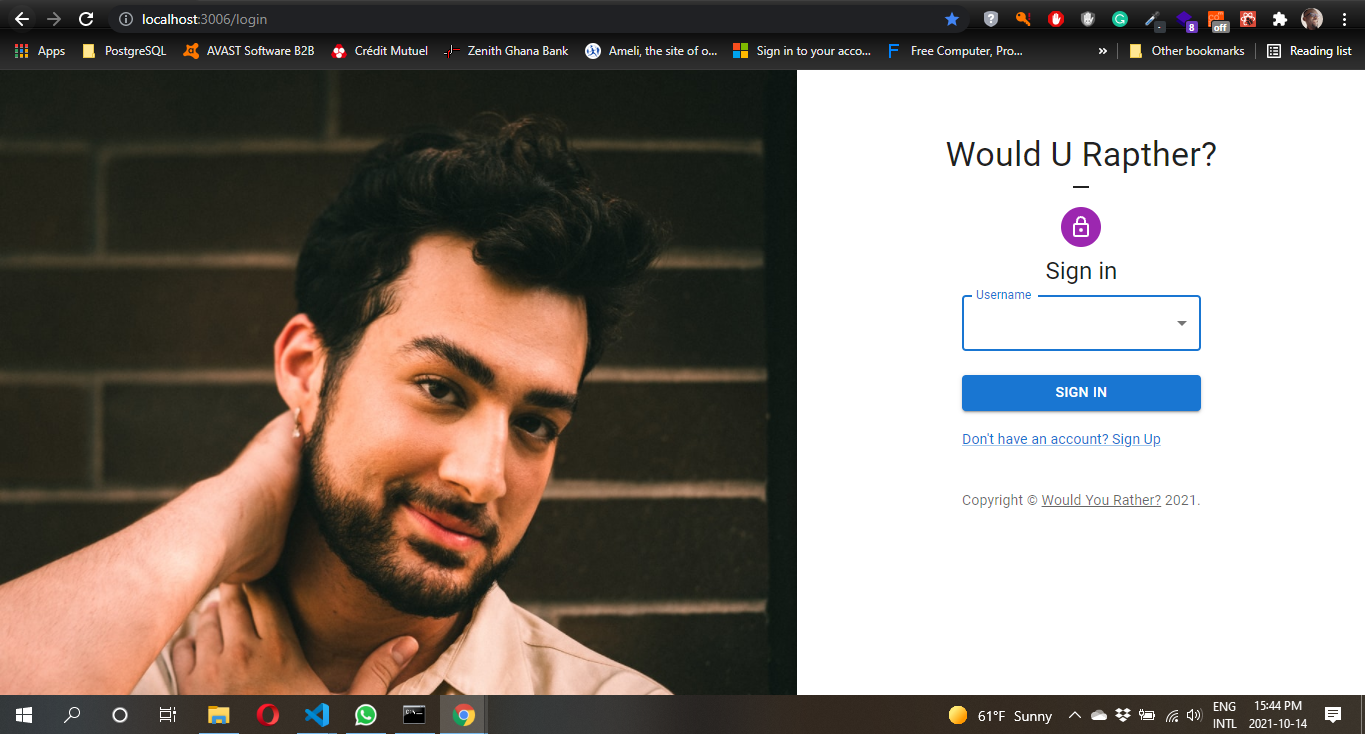 localhost:3006/login
8
off
Apps
PostgreSQL
AVAST Software B2B
Crédit Mutuel
Zenith Ghana Bank
Ameli, the site of o...
Sign in to your acco...
Free Computer, Pro...
»
Other bookmarks
Reading list
Would U Rapther?
Sign in
Username
SIGN IN
Don't have an account? Sign Up
Copyright © Would You Rather? 2021.
61°F Sunny
ENG
INTL
15:44 PM
2021-10-14